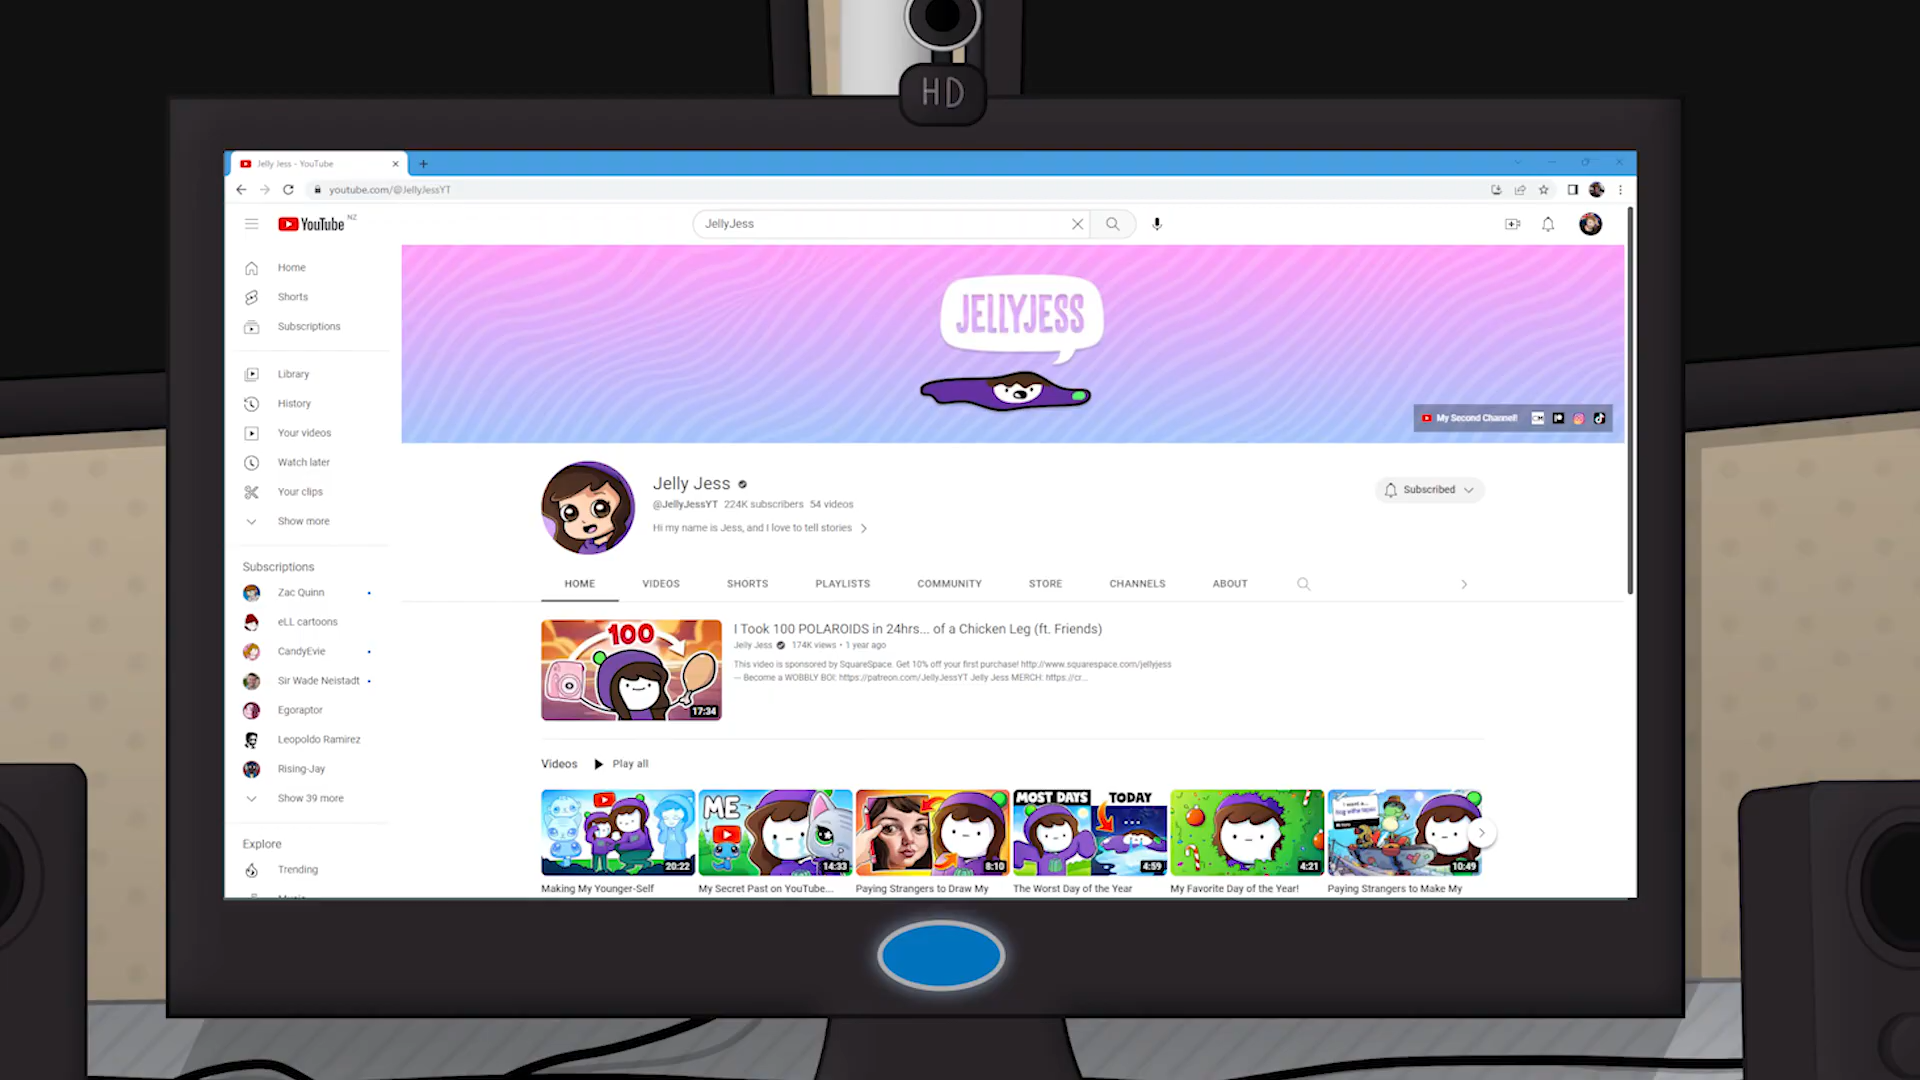 HD
Jelly Jess - YouTube
youtube.com/@JellyJessYT
YouTube NZ
JellyJess
Home
Shorts
Subscriptions
Library
History
Your videos
Watch later
Your clips
Show more
Subscriptions
Zac Quinn
eLL cartoons
CandyEvie
Sir Wade Neistadt
Egoraptor
Leopoldo Ramirez
Rising-Jay
Show 39 more
Explore
Trending
JELLYJESS
My Second Channel!
Jelly Jess
@JellyJessYT 224K subscribers 54 videos
Hi my name is Jess, and I love to tell stories
Subscribed
HOME VIDEOS SHORTS PLAYLISTS COMMUNITY STORE CHANNELS ABOUT
100
17:34
I Took 100 POLAROIDS in 24hrs... of a Chicken Leg (ft. Friends)
Jelly Jess 174K views • 1 year ago
This video is sponsored by SquareSpace. Get 10% off your first purchase! http://www.squarespace.com/jellyjess
-- Become a WOBBLY BOI: https://patreon.com/JellyJessYT Jelly Jess MERCH: https://cr...
Videos Play all
20:22
ME
14:33
8:10
MOST DAYS TODAY
...
4:59
4:21
10:49
Making My Younger-Self
My Secret Past on YouTube...
Paying Strangers to Draw My
The Worst Day of the Year
My Favorite Day of the Year!
Paying Strangers to Make My